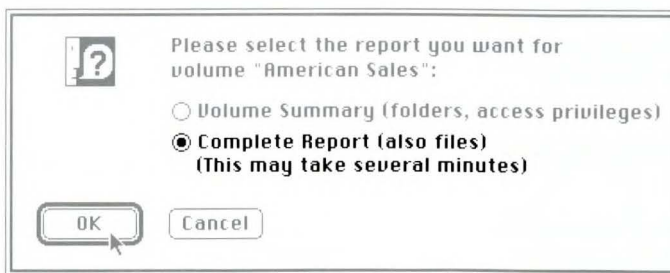 Please select the report you want for
volume "American Sales":
Volume Summary (folders, access privileges)
Complete Report (also files)
(This may take several minutes)
OK
Cancel